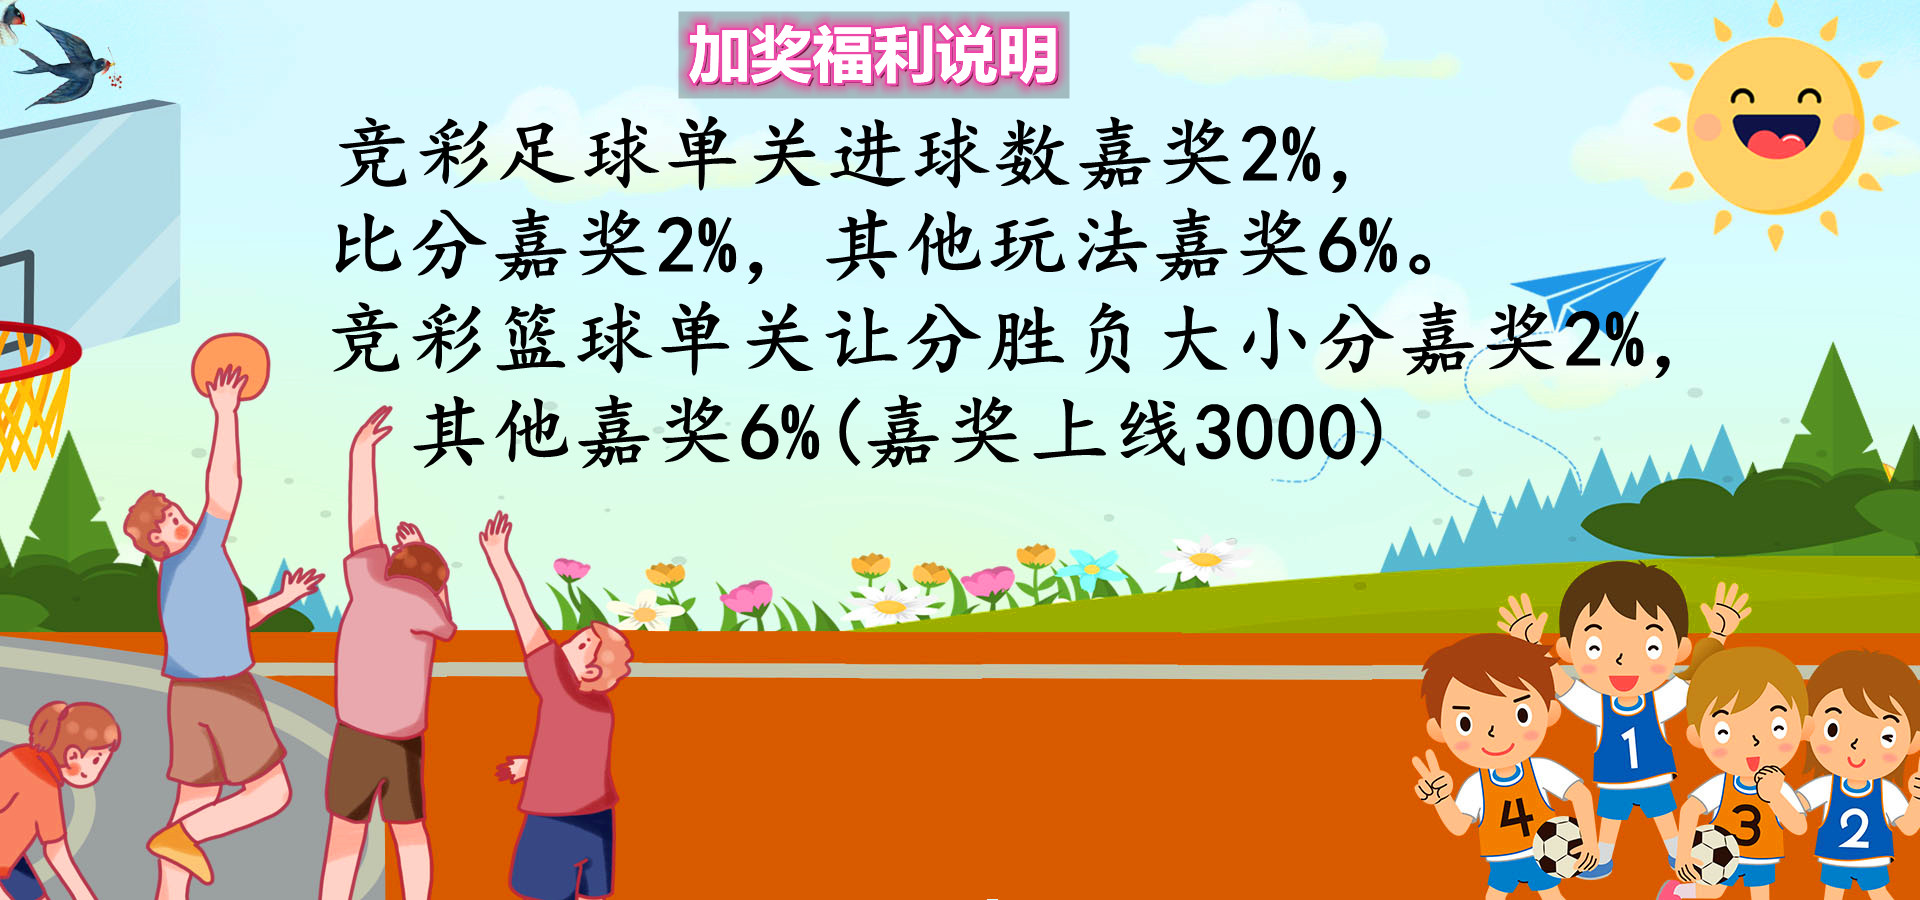 加奖福利说明
竞彩足球单关进球数嘉奖2%,
比分嘉奖2%, 其他玩法嘉奖6%。
竞彩篮球单关让分胜负大小分嘉奖2%,
其他嘉奖6%(嘉奖上线3000)
4
1
3
2